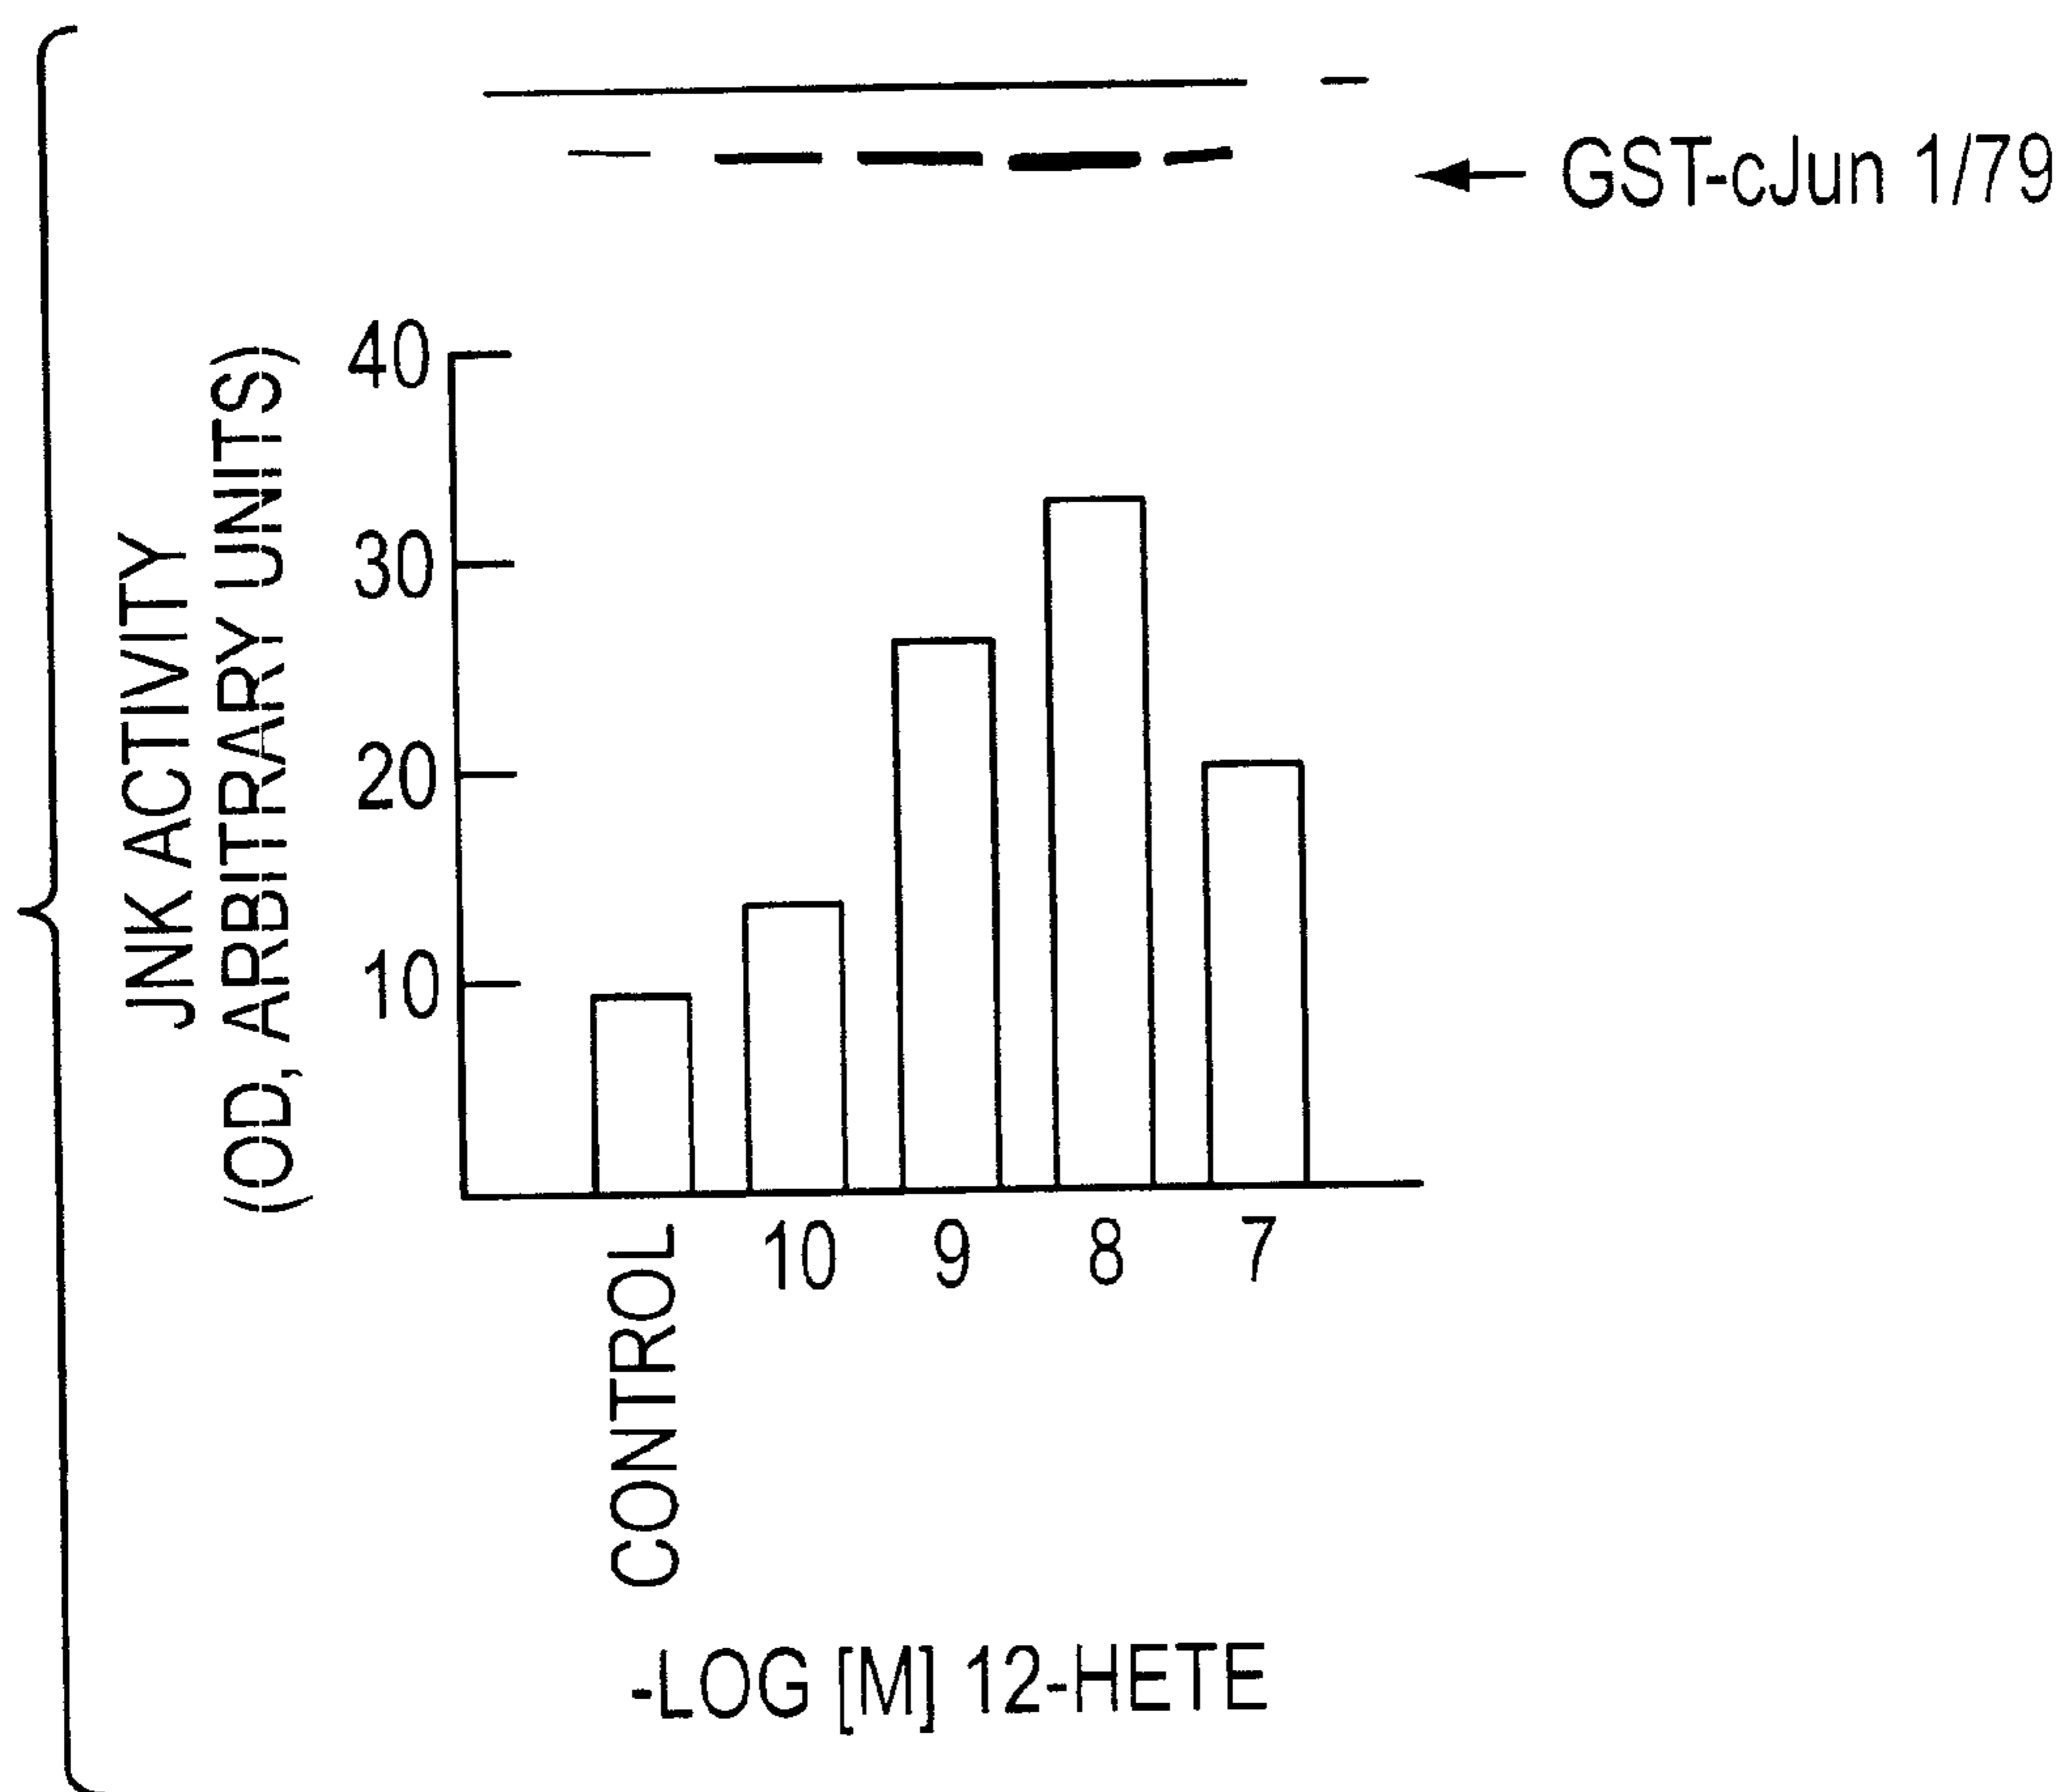 GST-cJun 1/79
JNK ACTIVITY
(OD, ARBITRARY UNITS)
40
30
20
10
CONTROL
10
9
8
7
-LOG [M] 12-HETE